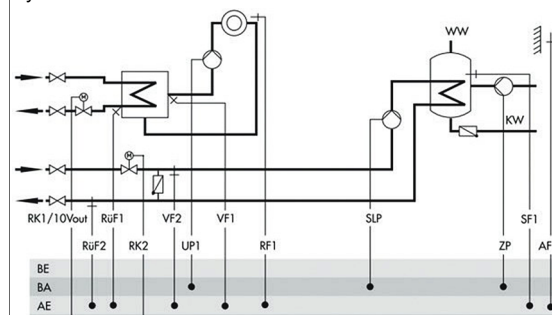 WW
KW
RK1/10Vout RüF1 VF2 VF1 SLP SF1
RüF2 RK2 UP1 RF1 ZP AF
BE
BA
AE